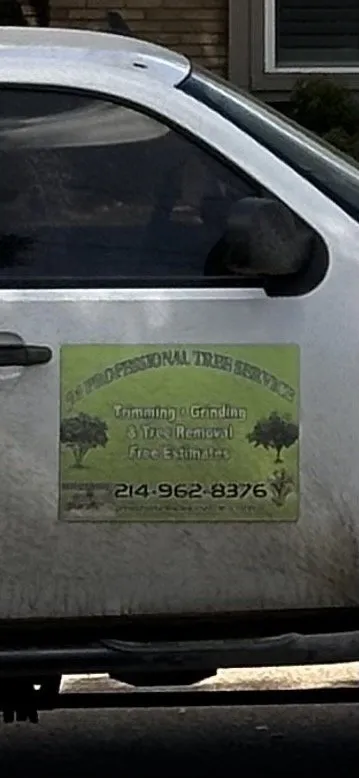 PROFESSIONAL TREE SERVICE
Trimming - Grinding
& Tree Removal
Free Estimates
214-962-8376